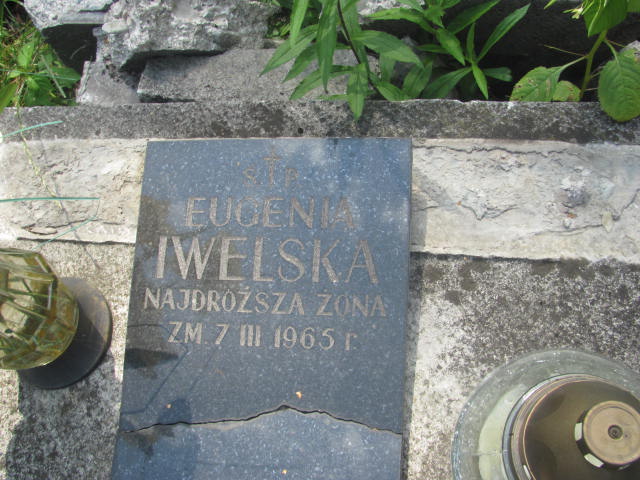 Ś † P
EUGENIA
IWELSKA
NAJDROŻSZA ŻONA
ZM 7 III 1965 r